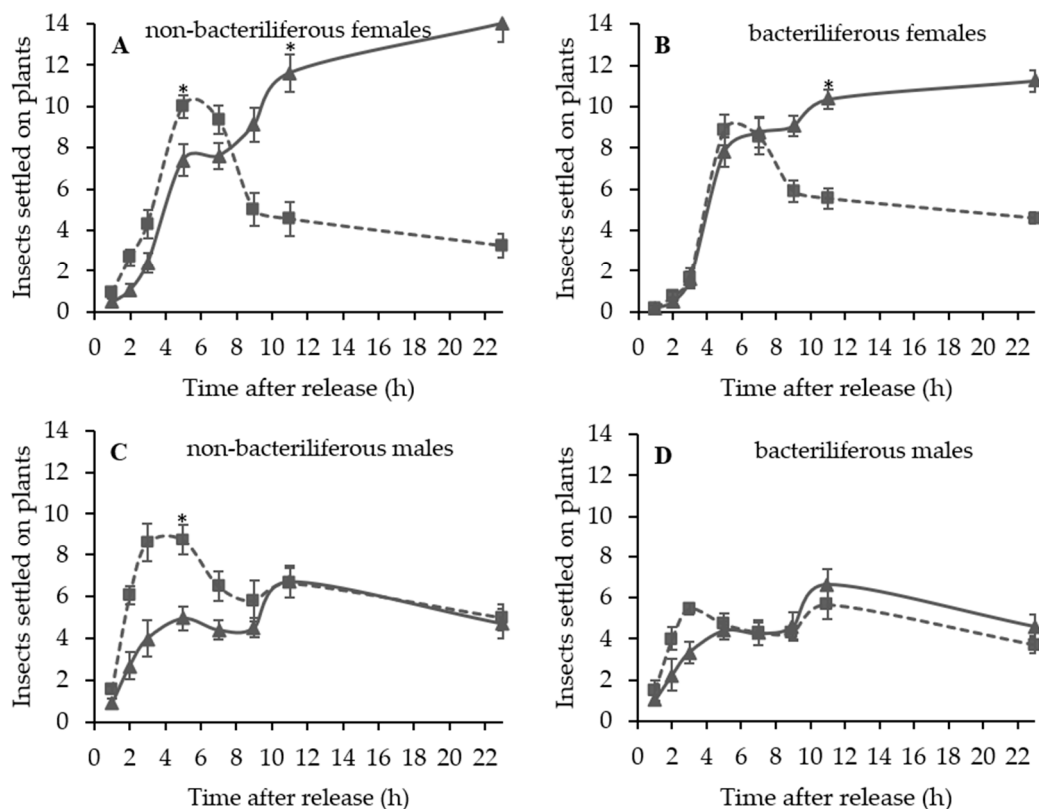 A non-bacteriliferous females
Insects settled on plants
14
12
10
8
6
4
2
0
* *
0 2 4 6 8 10 12 14 16 18 20 22
Time after release (h)
B bacteriliferous females
Insects settled on plants
14
12
10
8
6
4
2
0
*
0 2 4 6 8 10 12 14 16 18 20 22
Time after release (h)
C non-bacteriliferous males
Insects settled on plants
14
12
10
8
6
4
2
0
*
0 2 4 6 8 10 12 14 16 18 20 22
Time after release (h)
D bacteriliferous males
Insects settled on plants
14
12
10
8
6
4
2
0
0 2 4 6 8 10 12 14 16 18 20 22
Time after release (h)